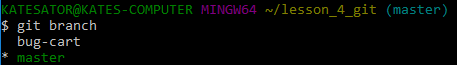 KATESATOR@KATES-COMPUTER MINGW64 ~/lesson_4_git (master)
$ git branch
  bug-cart
* master